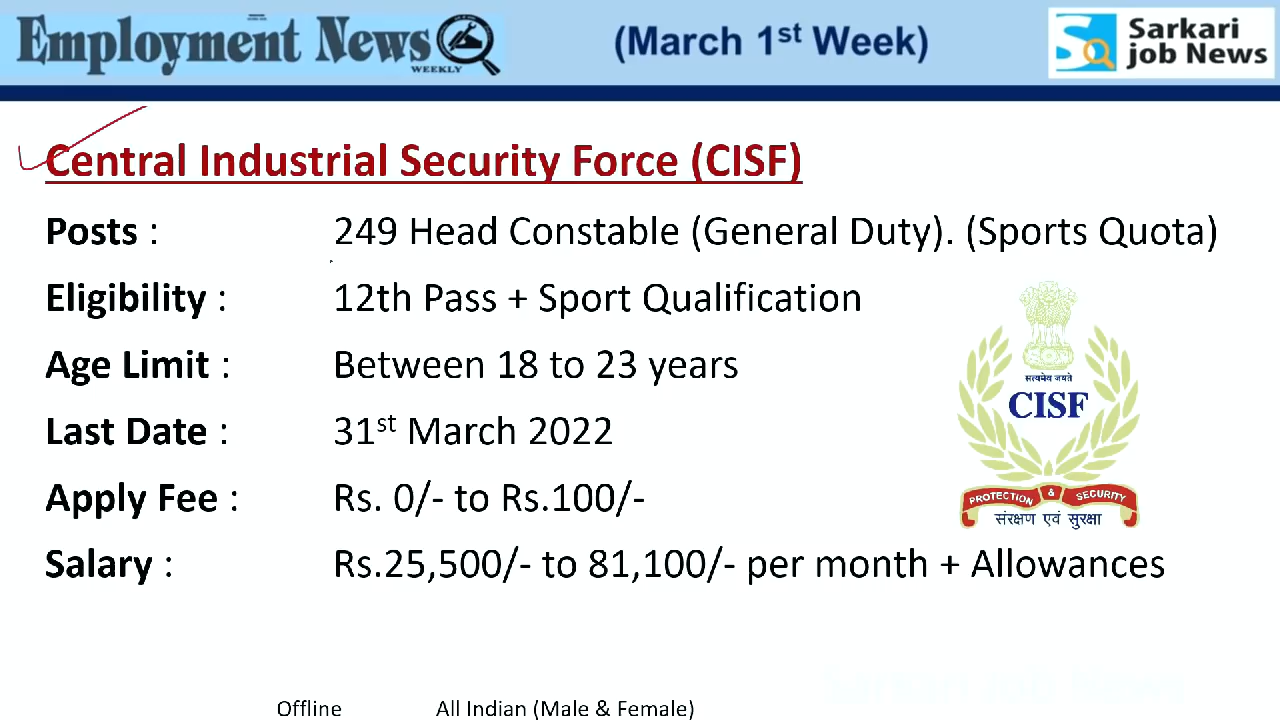 Employment News
WEEKLY
(March 1st Week)
Sarkari
job News
Central Industrial Security Force (CISF)
Posts : 249 Head Constable (General Duty). (Sports Quota)
Eligibility : 12th Pass + Sport Qualification
Age Limit : Between 18 to 23 years
सत्यमेव जयते
CISF
Last Date : 31st March 2022
Apply Fee : Rs. 0/- to Rs.100/-
PROTECTION & SECURITY
संरक्षण एवं सुरक्षा
Salary : Rs.25,500/- to 81,100/- per month + Allowances
Offline All Indian (Male & Female)